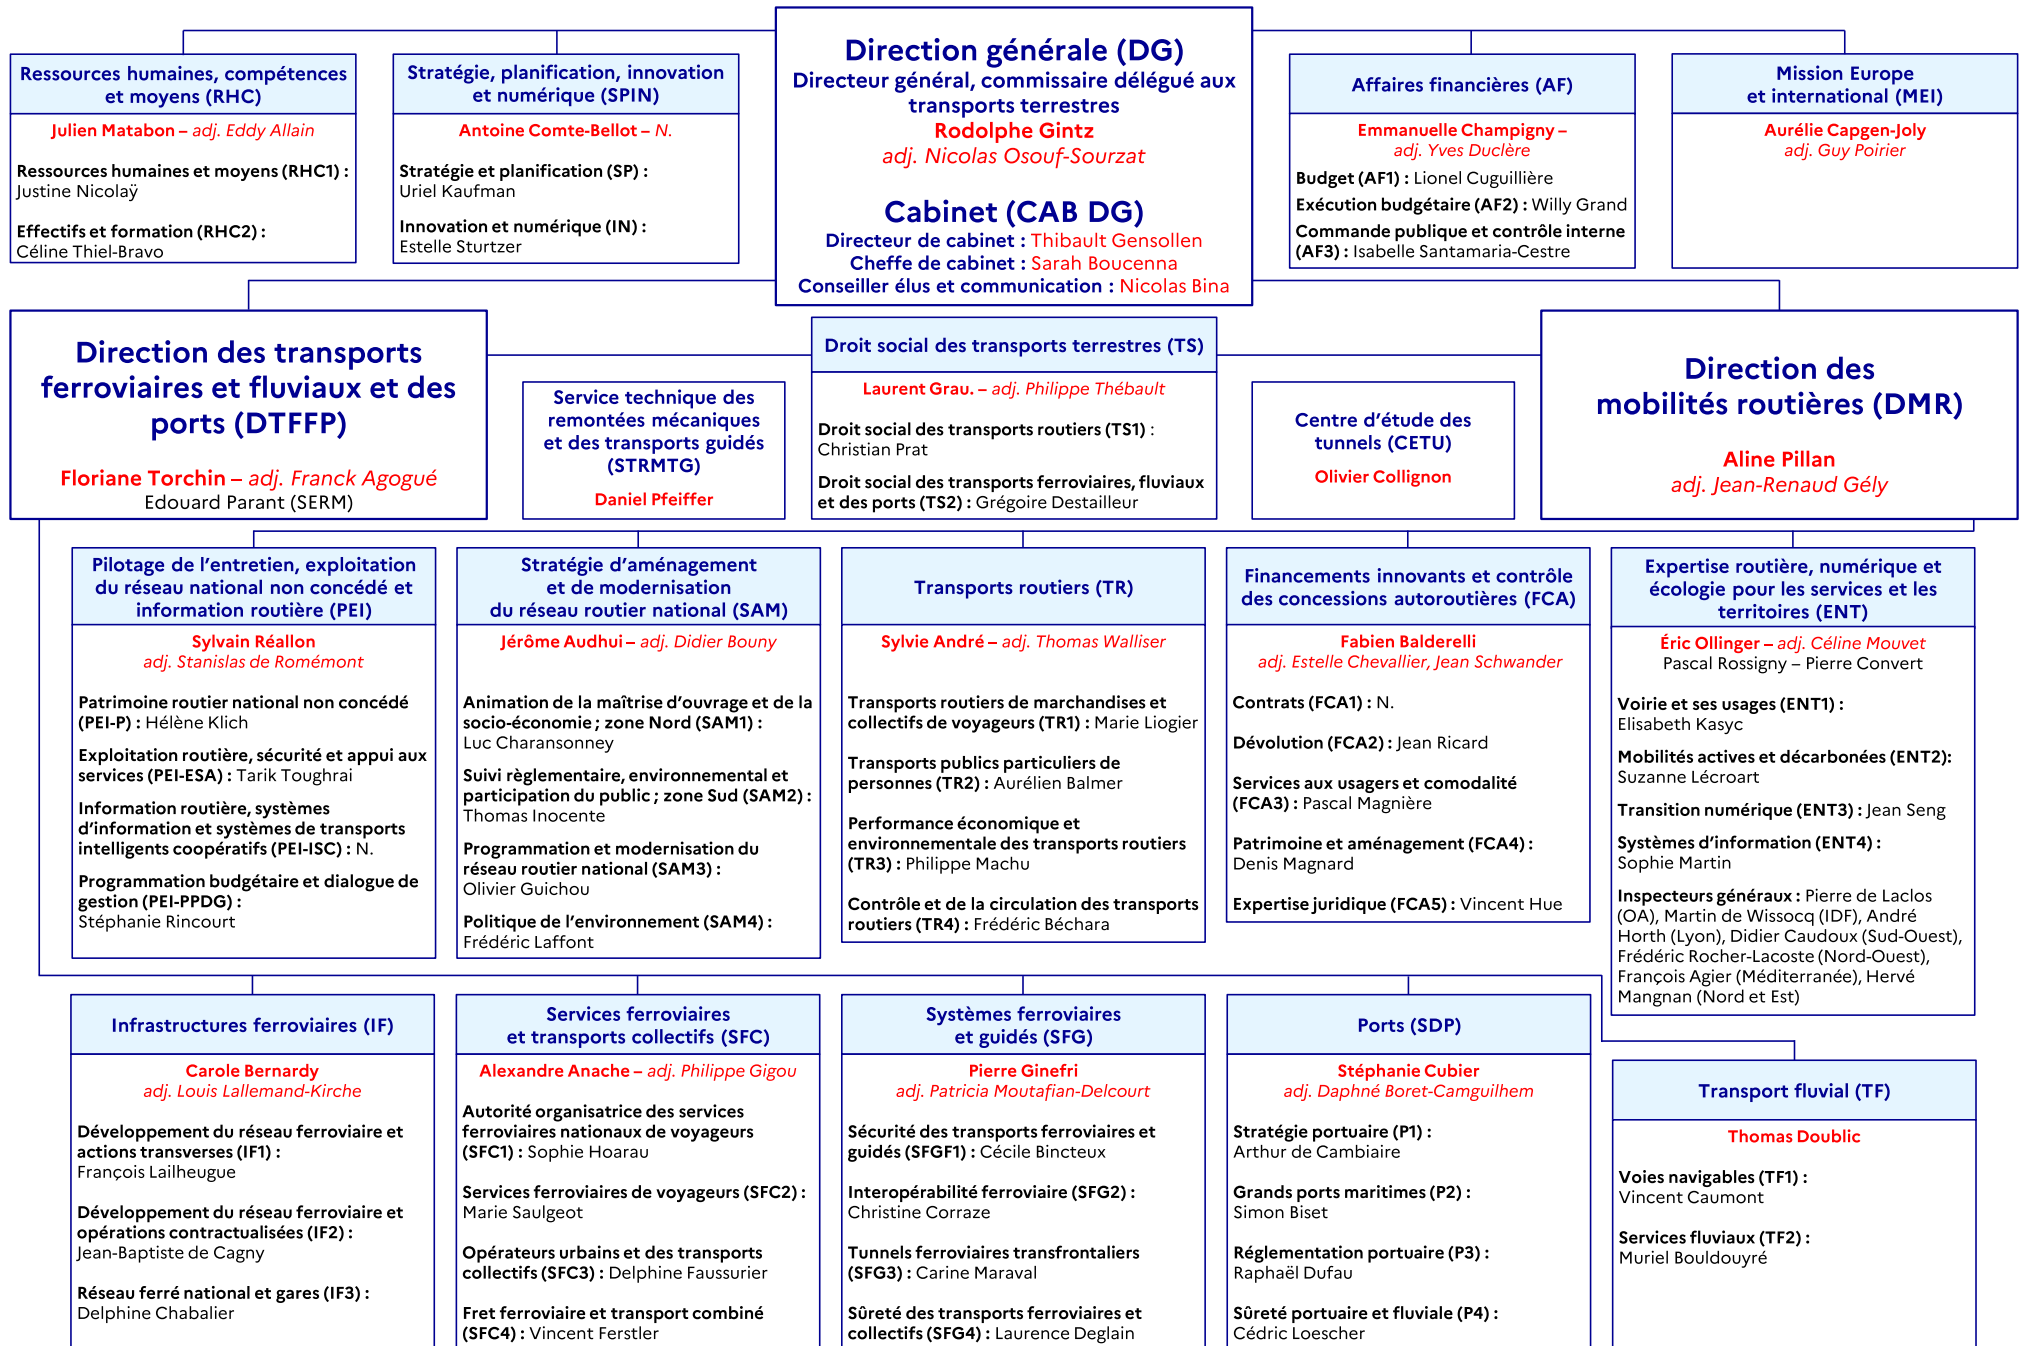 Direction générale (DG)
Directeur général, commissaire délégué aux
transports terrestres
Rodolphe Gintz
adj. Nicolas Osouf-Sourzat
Cabinet (CAB DG)
Directeur de cabinet : Thibault Gensollen
Cheffe de cabinet : Sarah Boucenna
Conseiller élus et communication : Nicolas Bina
Ressources humaines, compétences
et moyens (RHC)
Julien Matabon – adj. Eddy Allain
Ressources humaines et moyens (RHC1) :
Justine Nicolaÿ
Effectifs et formation (RHC2) :
Céline Thiel-Bravo
Stratégie, planification, innovation
et numérique (SPIN)
Antoine Comte-Bellot – N.
Stratégie et planification (SP) :
Uriel Kaufman
Innovation et numérique (IN) :
Estelle Sturtzer
Affaires financières (AF)
Emmanuelle Champigny –
adj. Yves Duclère
Budget (AF1) : Lionel Cuguillière
Exécution budgétaire (AF2) : Willy Grand
Commande publique et contrôle interne
(AF3) : Isabelle Santamaria-Cestre
Mission Europe
et international (MEI)
Aurélie Capgen-Joly
adj. Guy Poirier
Direction des transports
ferroviaires et fluviaux et des
ports (DTFFP)
Floriane Torchin – adj. Franck Agogué
Edouard Parant (SERM)
Service technique des
remontées mécaniques
et des transports guidés
(STRMTG)
Daniel Pfeiffer
Droit social des transports terrestres (TS)
Laurent Grau. – adj. Philippe Thébault
Droit social des transports routiers (TS1) :
Christian Prat
Droit social des transports ferroviaires, fluviaux
et des ports (TS2) : Grégoire Destailleur
Centre d’étude des
tunnels (CETU)
Olivier Collignon
Direction des
mobilités routières (DMR)
Aline Pillan
adj. Jean-Renaud Gély
Pilotage de l’entretien, exploitation
du réseau national non concédé et
information routière (PEI)
Sylvain Réallon
adj. Stanislas de Romémont
Patrimoine routier national non concédé
(PEI-P) : Hélène Klich
Exploitation routière, sécurité et appui aux
services (PEI-ESA) : Tarik Toughrai
Information routière, systèmes
d’information et systèmes de transports
intelligents coopératifs (PEI-ISC) : N.
Programmation budgétaire et dialogue de
gestion (PEI-PPDG) :
Stéphanie Rincourt
Stratégie d’aménagement
et de modernisation
du réseau routier national (SAM)
Jérôme Audhui – adj. Didier Bouny
Animation de la maîtrise d’ouvrage et de la
socio-économie ; zone Nord (SAM1) :
Luc Charansonney
Suivi règlementaire, environnemental et
participation du public ; zone Sud (SAM2) :
Thomas Inocente
Programmation et modernisation du
réseau routier national (SAM3) :
Olivier Guichou
Politique de l’environnement (SAM4) :
Frédéric Laffont
Transports routiers (TR)
Sylvie André – adj. Thomas Walliser
Transports routiers de marchandises et
collectifs de voyageurs (TR1) : Marie Liogier
Transports publics particuliers de
personnes (TR2) : Aurélien Balmer
Performance économique et
environnementale des transports routiers
(TR3) : Philippe Machu
Contrôle et de la circulation des transports
routiers (TR4) : Frédéric Béchara
Financements innovants et contrôle
des concessions autoroutières (FCA)
Fabien Balderelli
adj. Estelle Chevallier, Jean Schwander
Contrats (FCA1) : N.
Dévolution (FCA2) : Jean Ricard
Services aux usagers et comodalité
(FCA3) : Pascal Magnière
Patrimoine et aménagement (FCA4) :
Denis Magnard
Expertise juridique (FCA5) : Vincent Hue
Expertise routière, numérique et
écologie pour les services et les
territoires (ENT)
Éric Ollinger – adj. Céline Mouvet
Pascal Rossigny – Pierre Convert
Voirie et ses usages (ENT1) :
Elisabeth Kasyc
Mobilités actives et décarbonées (ENT2):
Suzanne Lécroart
Transition numérique (ENT3) : Jean Seng
Systèmes d’information (ENT4) :
Sophie Martin
Inspecteurs généraux : Pierre de Laclos
(OA), Martin de Wissocq (IDF), André
Horth (Lyon), Didier Caudoux (Sud-Ouest),
Frédéric Rocher-Lacoste (Nord-Ouest),
François Agier (Méditerranée), Hervé
Mangnan (Nord et Est)
Infrastructures ferroviaires (IF)
Carole Bernardy
adj. Louis Lallemand-Kirche
Développement du réseau ferroviaire et
actions transverses (IF1) :
François Lailheugue
Développement du réseau ferroviaire et
opérations contractualisées (IF2) :
Jean-Baptiste de Cagny
Réseau ferré national et gares (IF3) :
Delphine Chabalier
Services ferroviaires
et transports collectifs (SFC)
Alexandre Anache – adj. Philippe Gigou
Autorité organisatrice des services
ferroviaires nationaux de voyageurs
(SFC1) : Sophie Hoarau
Services ferroviaires de voyageurs (SFC2) :
Marie Saulgeot
Opérateurs urbains et des transports
collectifs (SFC3) : Delphine Faussurier
Fret ferroviaire et transport combiné
(SFC4) : Vincent Ferstler
Systèmes ferroviaires
et guidés (SFG)
Pierre Ginefri
adj. Patricia Moutafian-Delcourt
Sécurité des transports ferroviaires et
guidés (SFGF1) : Cécile Bincteux
Interopérabilité ferroviaire (SFG2) :
Christine Corraze
Tunnels ferroviaires transfrontaliers
(SFG3) : Carine Maraval
Sûreté des transports ferroviaires et
collectifs (SFG4) : Laurence Deglain
Ports (SDP)
Stéphanie Cubier
adj. Daphné Boret-Camguilhem
Stratégie portuaire (P1) :
Arthur de Cambiaire
Grands ports maritimes (P2) :
Simon Biset
Réglementation portuaire (P3) :
Raphaël Dufau
Sûreté portuaire et fluviale (P4) :
Cédric Loescher
Transport fluvial (TF)
Thomas Doublic
Voies navigables (TF1) :
Vincent Caumont
Services fluviaux (TF2) :
Muriel Bouldouyré